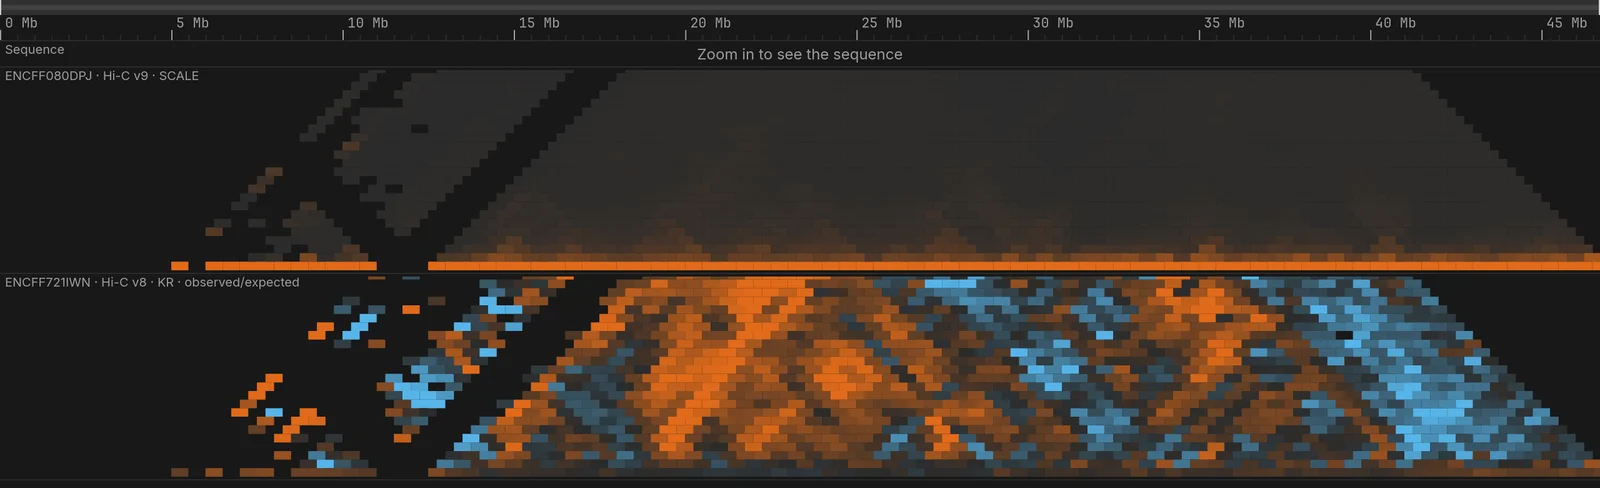 0 Mb 5 Mb 10 Mb 15 Mb 20 Mb 25 Mb 30 Mb 35 Mb 40 Mb 45 Mb
Sequence
Zoom in to see the sequence
ENCFF080DPJ · Hi-C v9 · SCALE
ENCFF721IWN · Hi-C v8 · KR · observed/expected